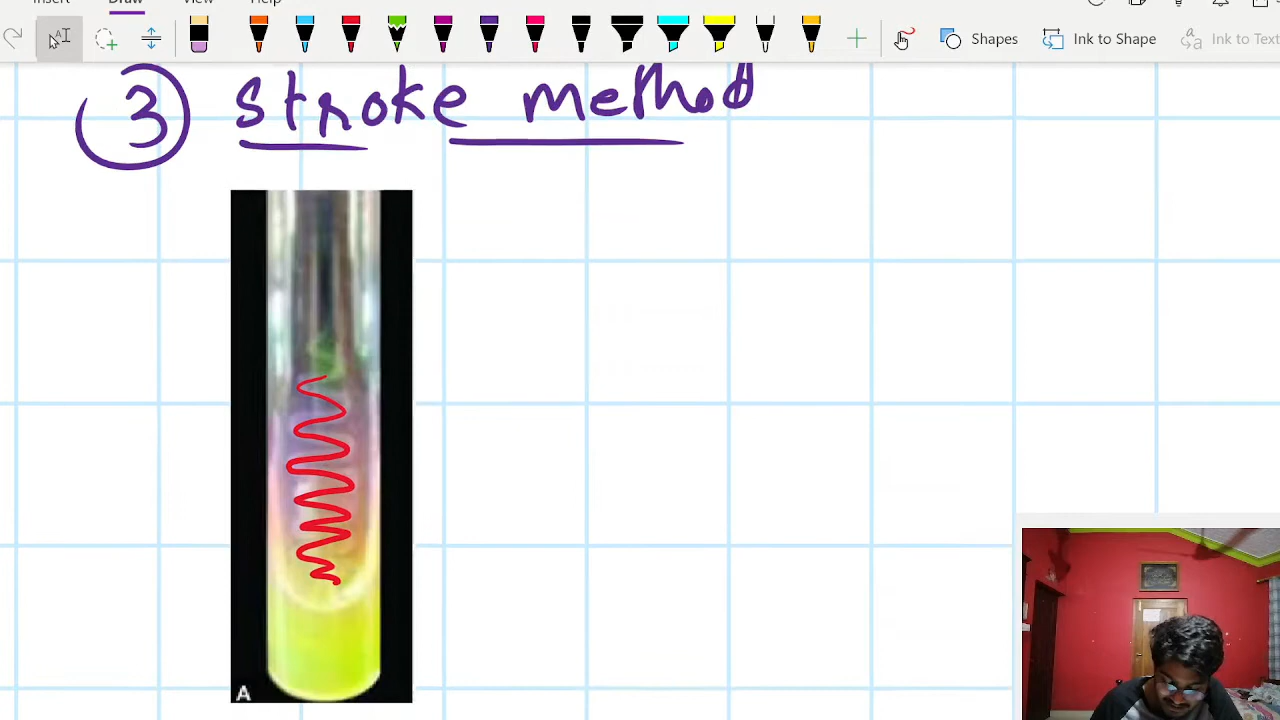 Insert Draw View Help
Shapes Ink to Shape Ink to Text
3 stroke method
A